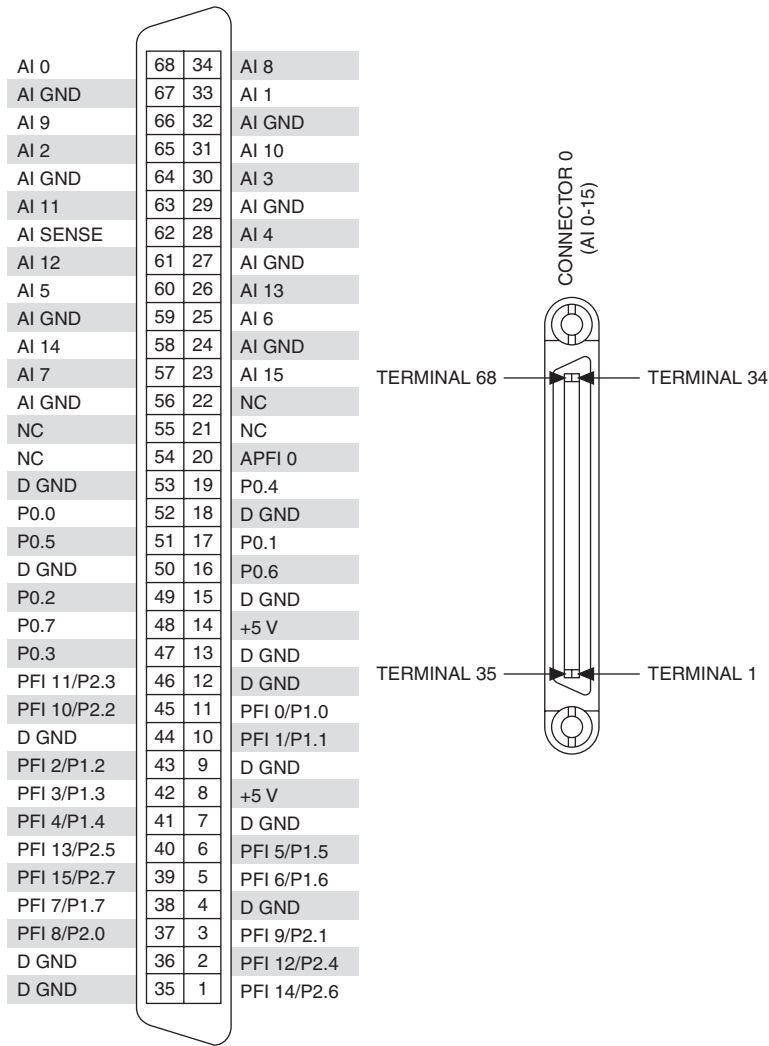 AI 0 68 34 AI 8
AI GND 67 33 AI 1
AI 9 66 32 AI GND
AI 2 65 31 AI 10
AI GND 64 30 AI 3
AI 11 63 29 AI GND
AI SENSE 62 28 AI 4
AI 12 61 27 AI GND
AI 5 60 26 AI 13
AI GND 59 25 AI 6
AI 14 58 24 AI GND
AI 7 57 23 AI 15
AI GND 56 22 NC
NC 55 21 NC
NC 54 20 APFI 0
D GND 53 19 P0.4
P0.0 52 18 D GND
P0.5 51 17 P0.1
D GND 50 16 P0.6
P0.2 49 15 D GND
P0.7 48 14 +5 V
P0.3 47 13 D GND
PFI 11/P2.3 46 12 D GND
PFI 10/P2.2 45 11 PFI 0/P1.0
D GND 44 10 PFI 1/P1.1
PFI 2/P1.2 43 9 D GND
PFI 3/P1.3 42 8 +5 V
PFI 4/P1.4 41 7 D GND
PFI 13/P2.5 40 6 PFI 5/P1.5
PFI 15/P2.7 39 5 PFI 6/P1.6
PFI 7/P1.7 38 4 D GND
PFI 8/P2.0 37 3 PFI 9/P2.1
D GND 36 2 PFI 12/P2.4
D GND 35 1 PFI 14/P2.6
CONNECTOR 0
(AI 0-15)
TERMINAL 68
TERMINAL 34
TERMINAL 35
TERMINAL 1